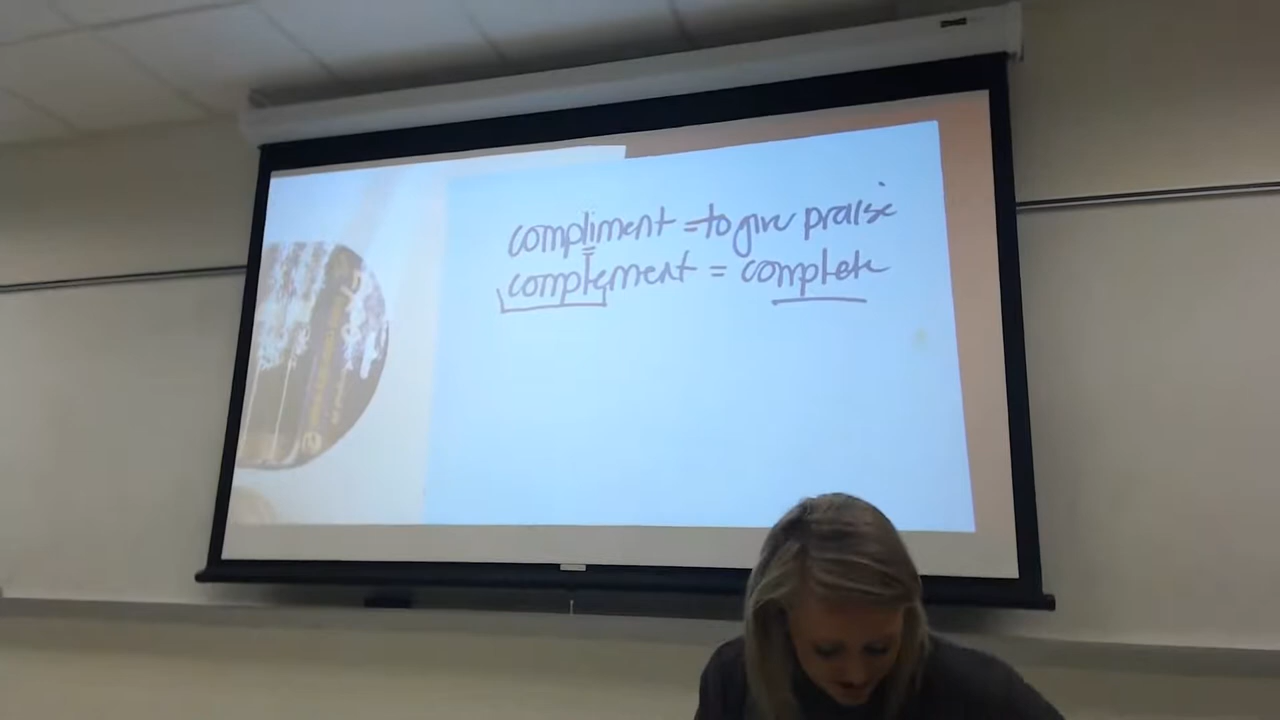 compliment = to give praise
complement = complete